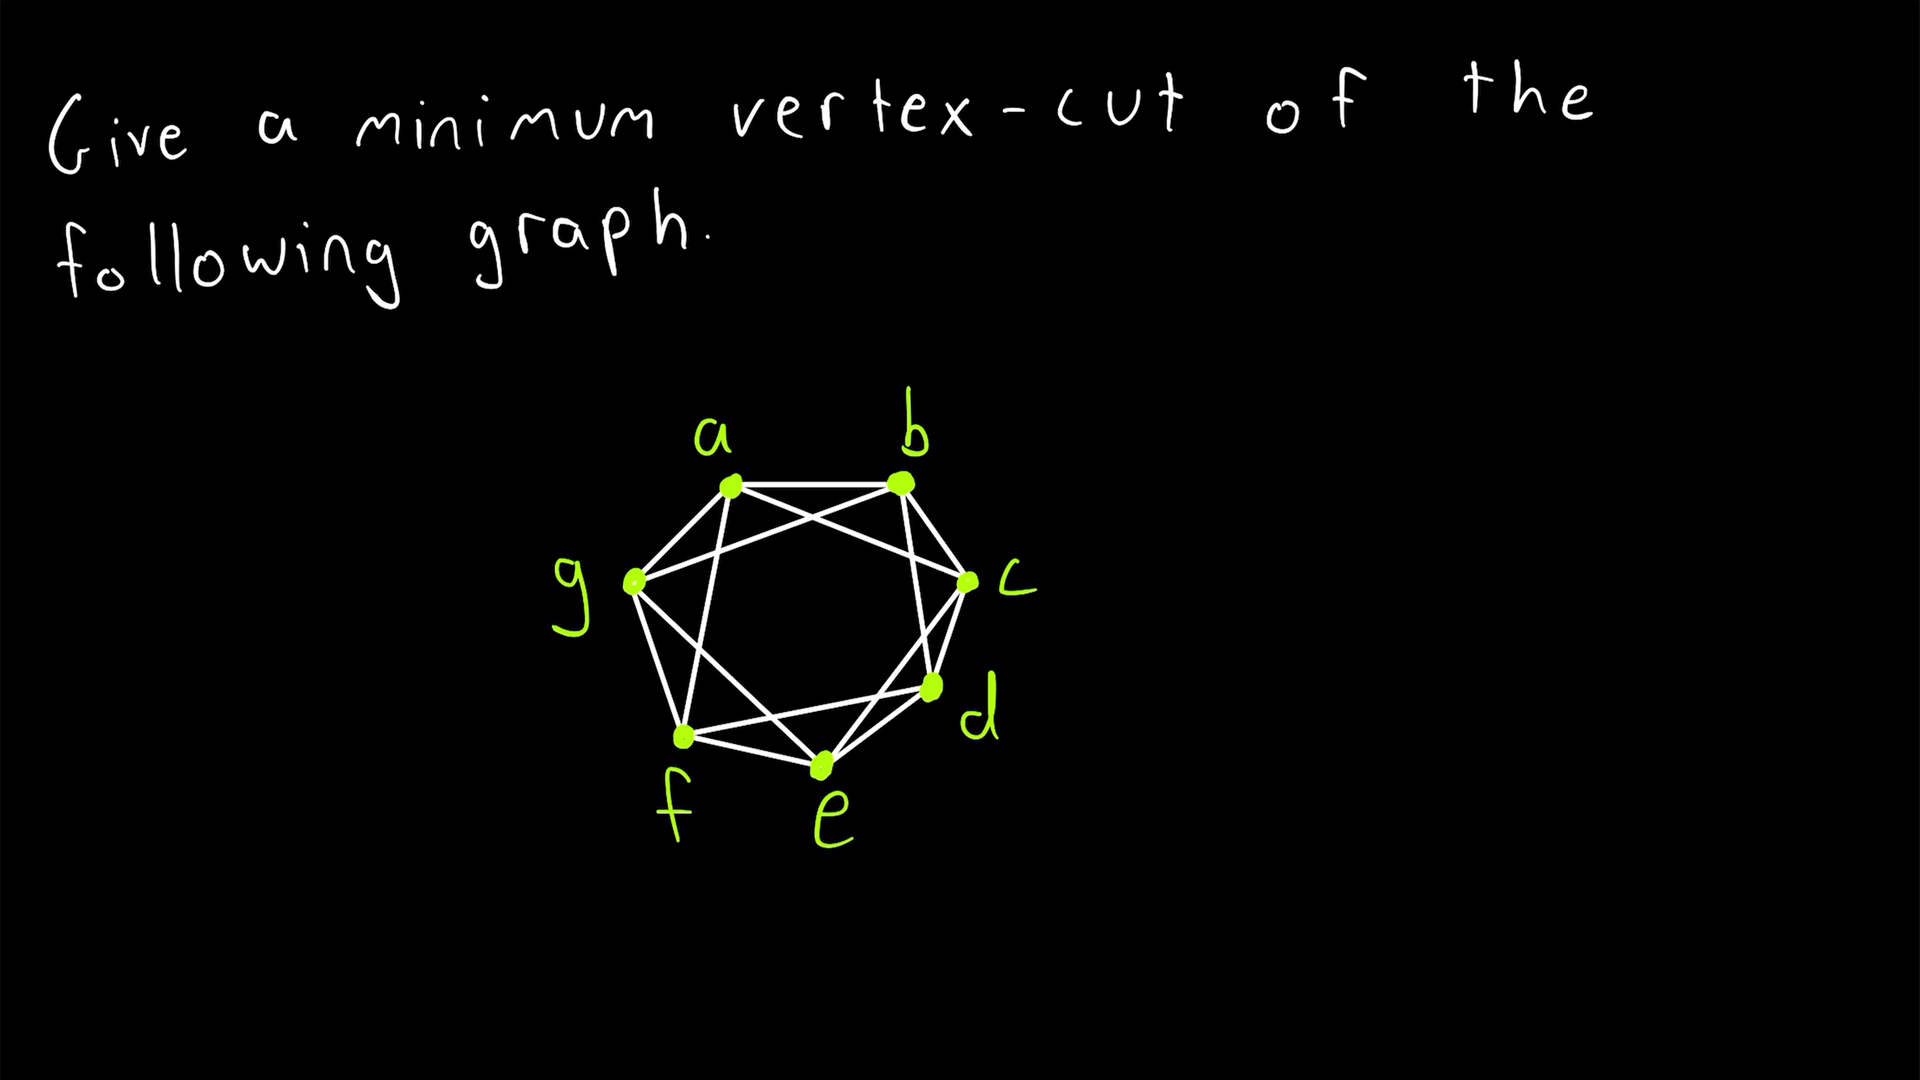 Give a minimum vertex-cut of the
following graph.
a b
g c
d
f e